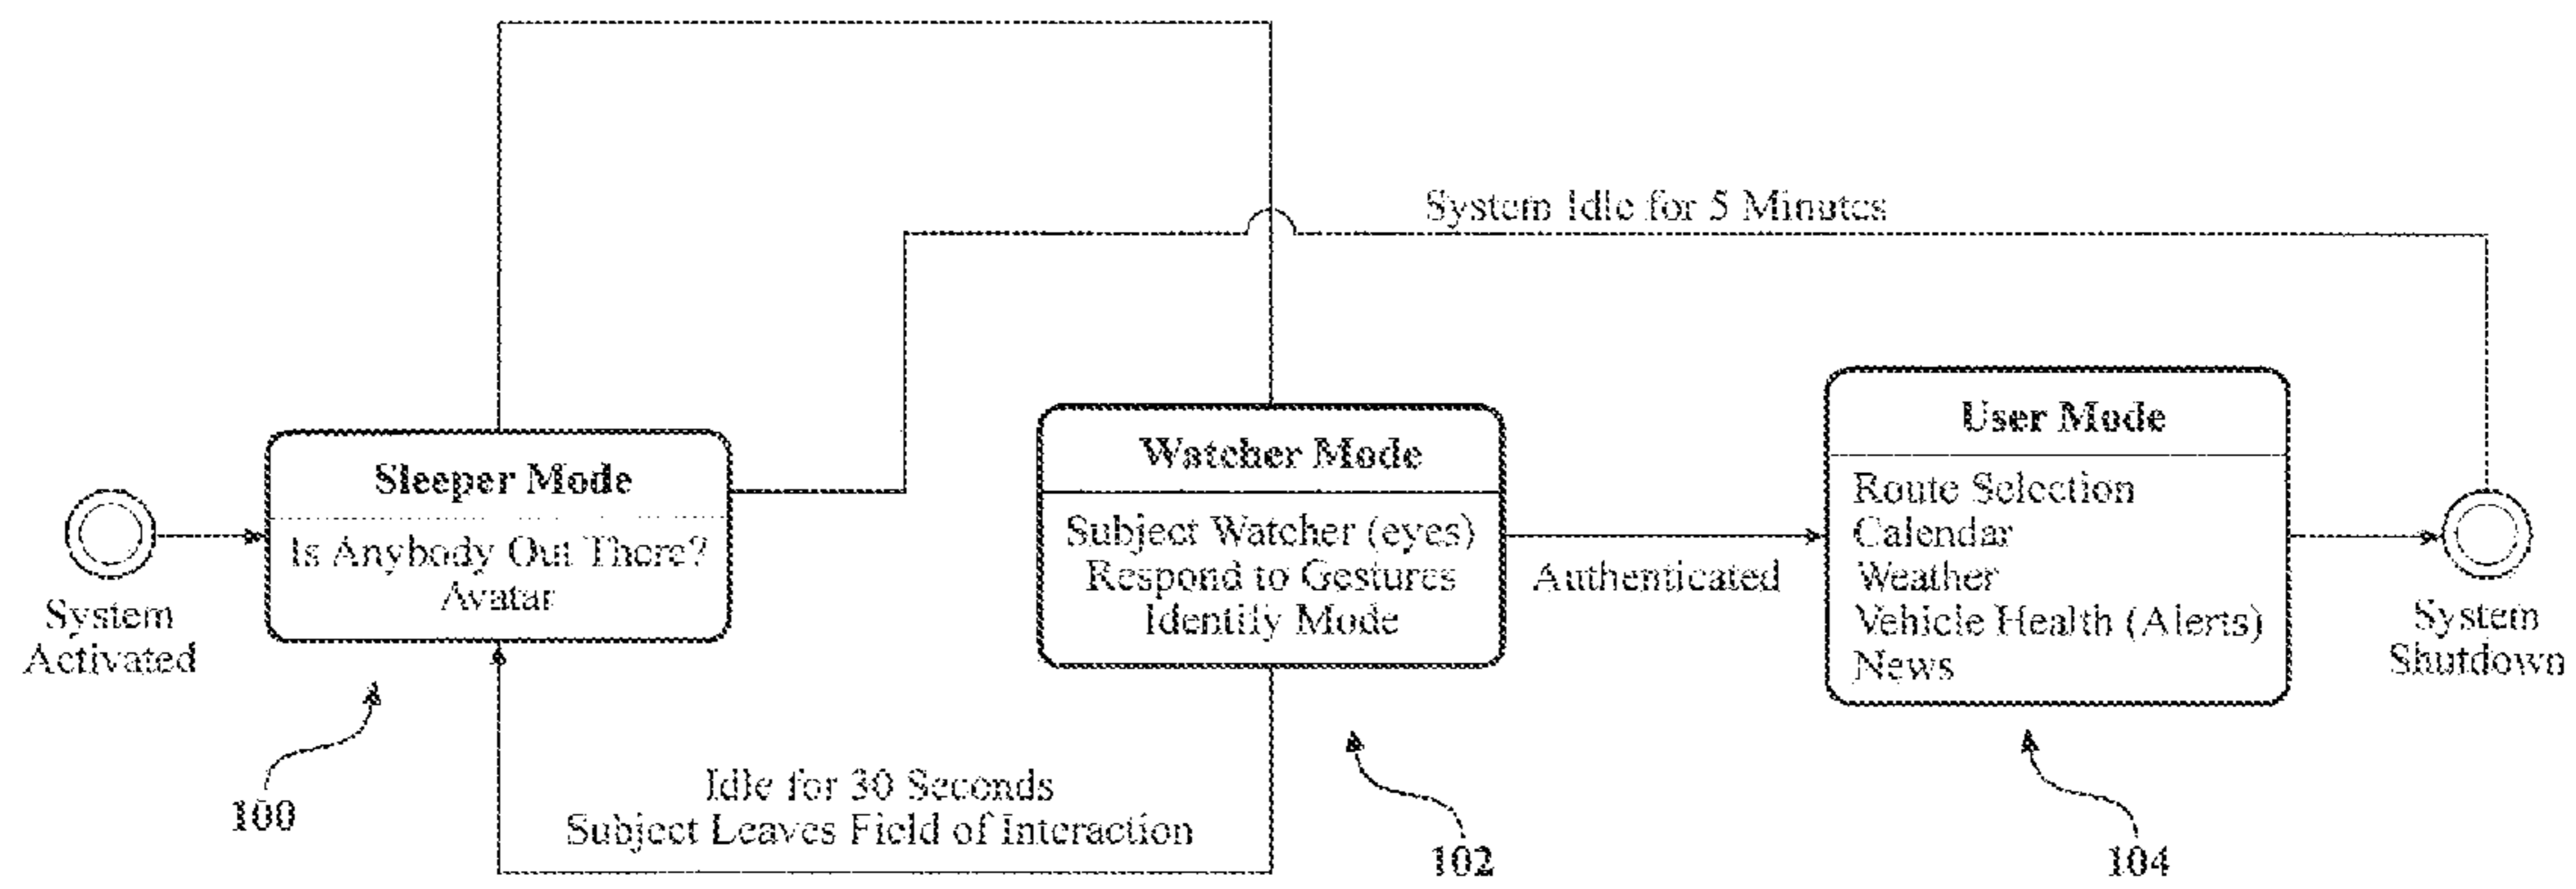 System Idle for 5 Minutes
System
Activated
Sleeper Mode
Is Anybody Out There?
Avatar
100
Watcher Mode
Subject Watcher (eyes)
Respond to Gestures
Identify Mode
102
Authenticated
User Mode
Route Selection
Calendar
Weather
Vehicle Health (Alerts)
News
104
System
Shutdown
Idle for 30 Seconds
Subject Leaves Field of Interaction